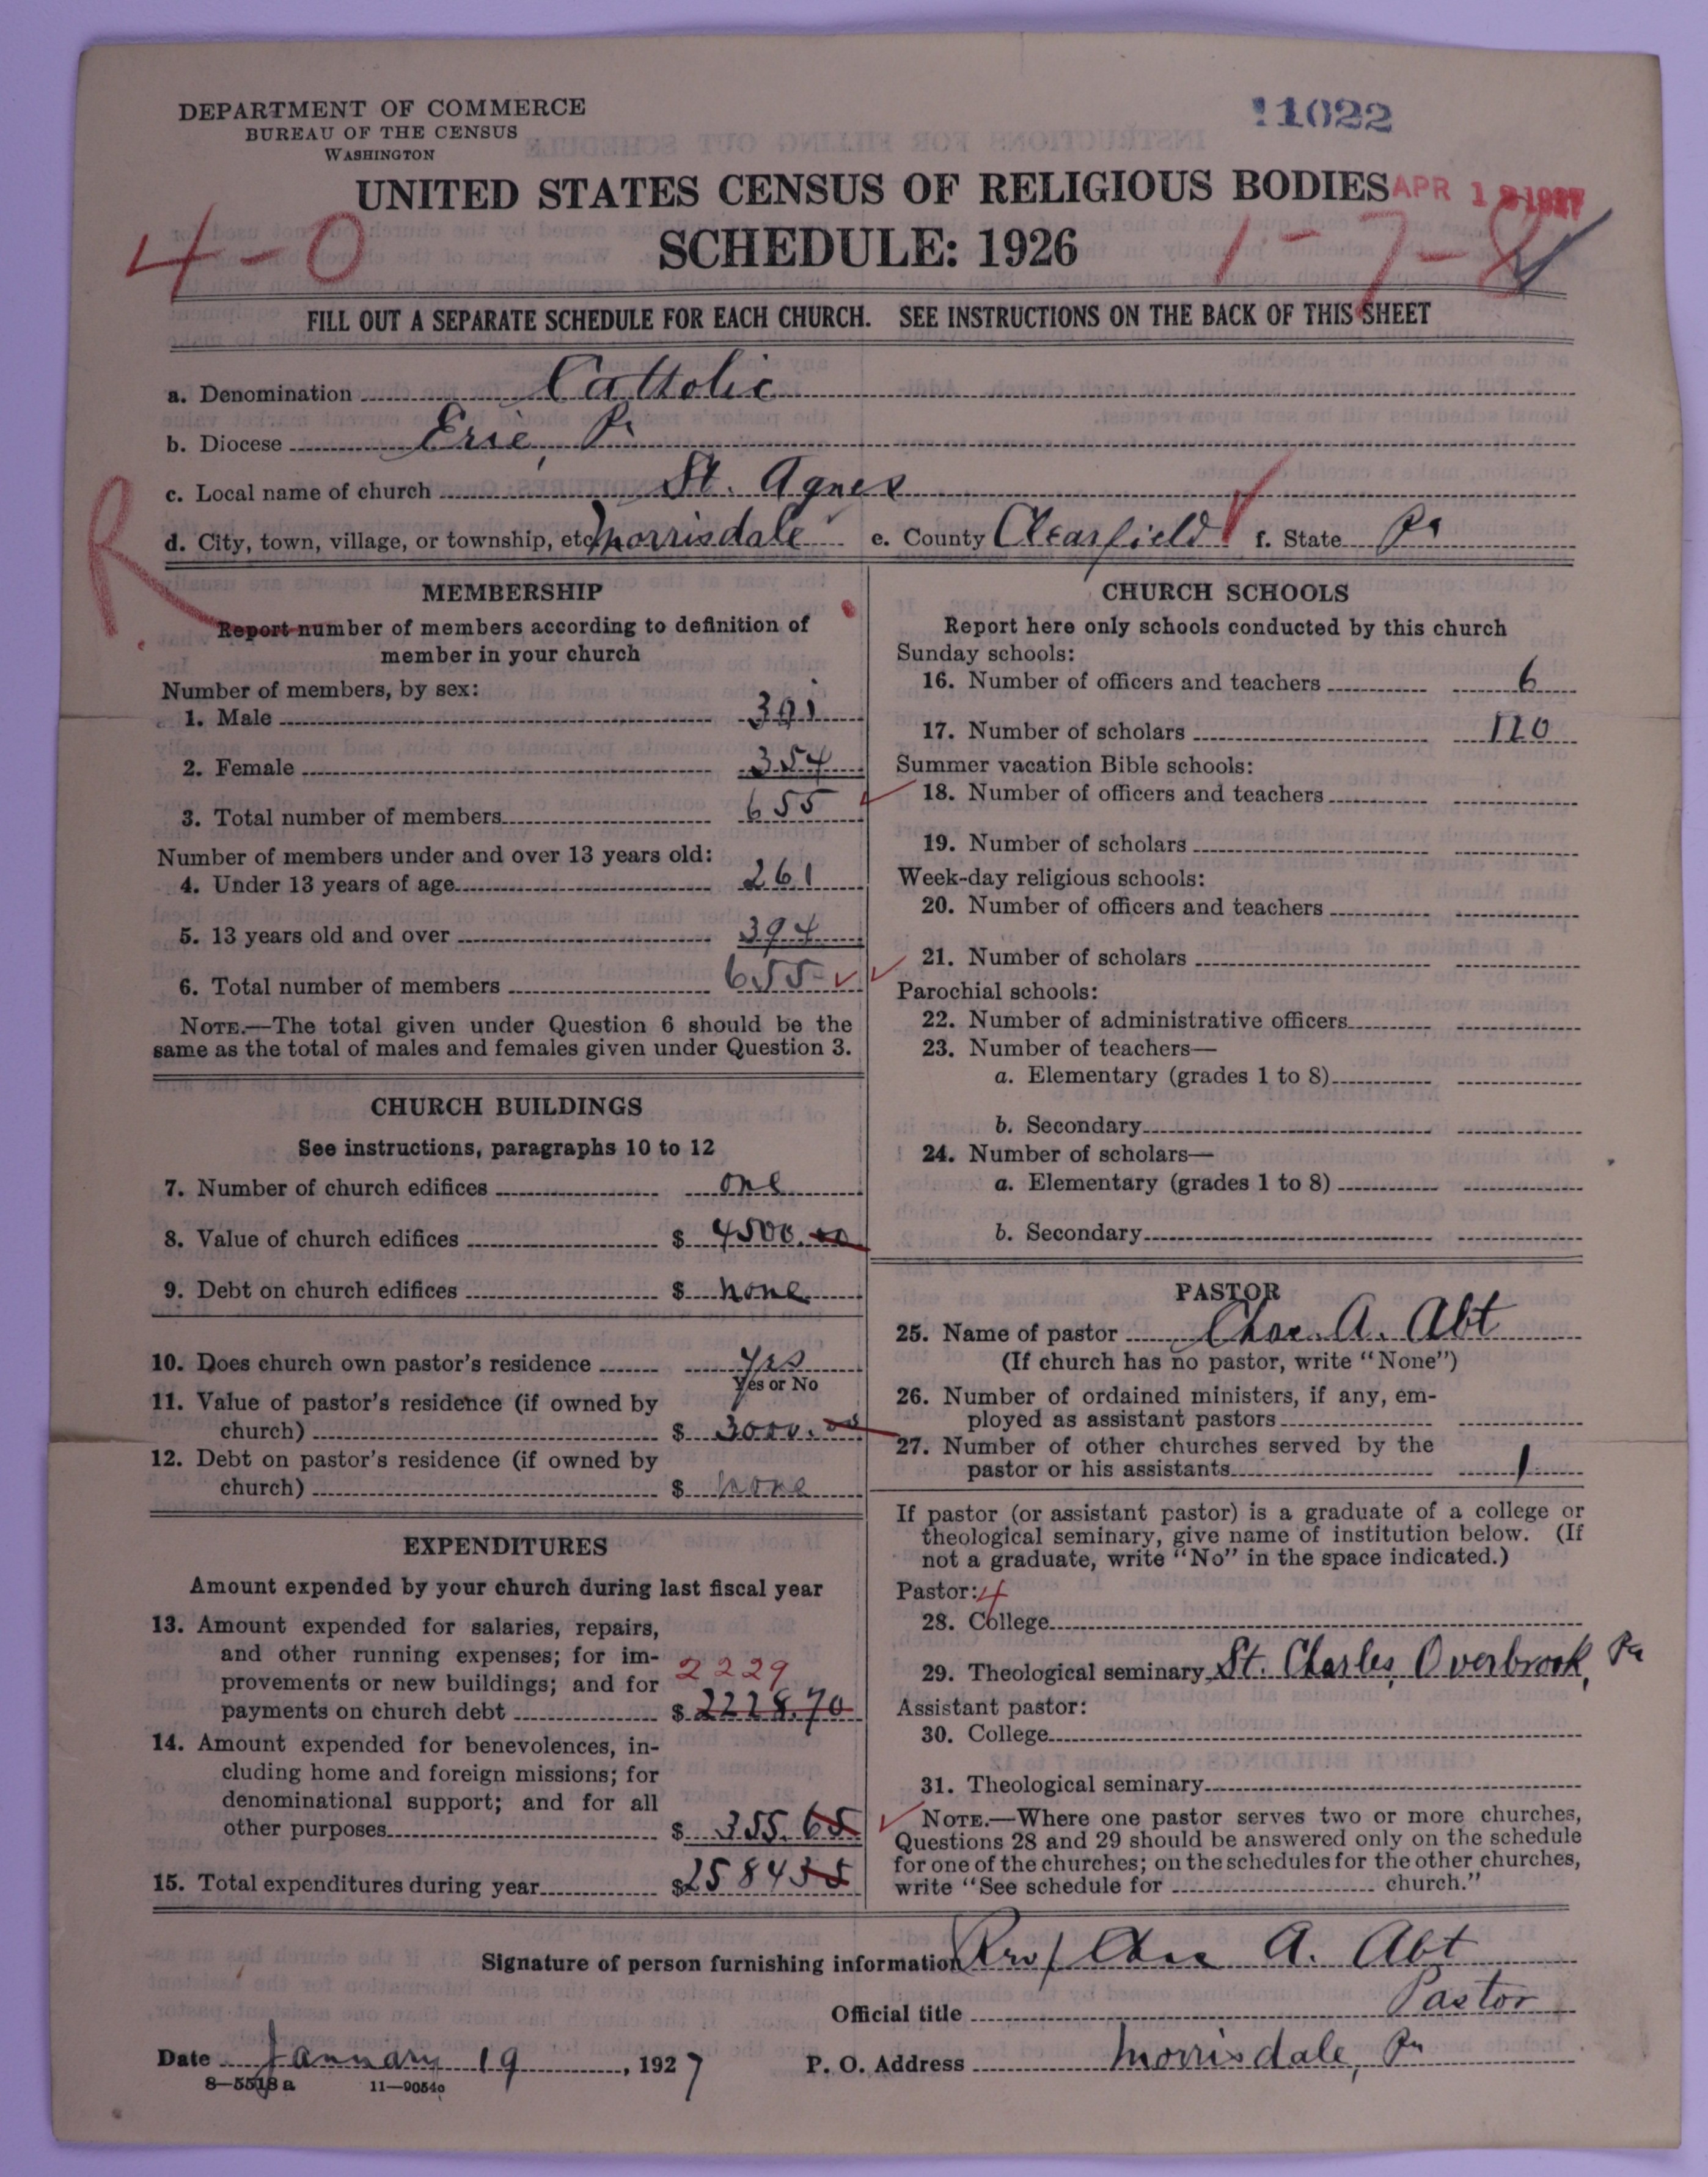 DEPARTMENT OF COMMERCE
BUREAU OF THE CENSUS
WASHINGTON
11022
UNITED STATES CENSUS OF RELIGIOUS BODIES
APR 1 1927
4-0
SCHEDULE: 1926
1-7-8
FILL OUT A SEPARATE SCHEDULE FOR EACH CHURCH. SEE INSTRUCTIONS ON THE BACK OF THIS SHEET
a. Denomination Catholic
b. Diocese Erie, Pa
c. Local name of church St. Agnes
d. City, town, village, or township, etc. Morrisdale e. County Clearfield f. State Pa
R.
MEMBERSHIP
Report number of members according to definition of
member in your church
Number of members, by sex:
1. Male 301
2. Female 354
3. Total number of members 655
Number of members under and over 13 years old:
4. Under 13 years of age 261
5. 13 years old and over 394
6. Total number of members 655
NOTE.—The total given under Question 6 should be the
same as the total of males and females given under Question 3.
CHURCH BUILDINGS
See instructions, paragraphs 10 to 12
7. Number of church edifices one
8. Value of church edifices $ 4500.00
9. Debt on church edifices $ none
10. Does church own pastor's residence yes
Yes or No
11. Value of pastor's residence (if owned by
church) $ 3000.00
12. Debt on pastor's residence (if owned by
church) $ none
EXPENDITURES
Amount expended by your church during last fiscal year
13. Amount expended for salaries, repairs,
and other running expenses; for im-
provements or new buildings; and for
2229
payments on church debt $ 2228.70
14. Amount expended for benevolences, in-
cluding home and foreign missions; for
denominational support; and for all
other purposes $ 355.65
15. Total expenditures during year $ 258435
CHURCH SCHOOLS
Report here only schools conducted by this church
Sunday schools:
16. Number of officers and teachers 6
17. Number of scholars 120
Summer vacation Bible schools:
18. Number of officers and teachers
19. Number of scholars
Week-day religious schools:
20. Number of officers and teachers
21. Number of scholars
Parochial schools:
22. Number of administrative officers
23. Number of teachers—
a. Elementary (grades 1 to 8)
b. Secondary
24. Number of scholars—
a. Elementary (grades 1 to 8)
b. Secondary
PASTOR
25. Name of pastor Chas. A. Abt
(If church has no pastor, write "None")
26. Number of ordained ministers, if any, em-
ployed as assistant pastors
27. Number of other churches served by the
pastor or his assistants 1
If pastor (or assistant pastor) is a graduate of a college or
theological seminary, give name of institution below. (If
not a graduate, write "No" in the space indicated.)
Pastor: 4
28. College
29. Theological seminary St. Charles, Overbrook, Pa
Assistant pastor:
30. College
31. Theological seminary
NOTE.—Where one pastor serves two or more churches,
Questions 28 and 29 should be answered only on the schedule
for one of the churches; on the schedules for the other churches,
write "See schedule for church."
Signature of person furnishing information Rev Chas A. Abt
Official title Pastor
Date January 19, 1927 P. O. Address Morrisdale, Pa
8—5518 a 11—9054c